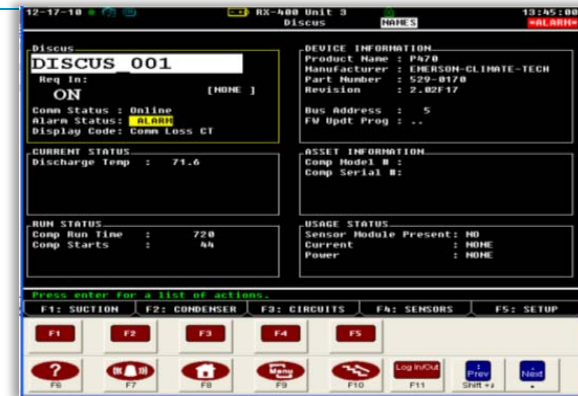 12-17-10 RX-400 Unit 3 13:45:00
Discus NAMES *ALARM*
Discus
DISCUS_001
Req In:
ON [NONE ]
Comm Status : Online
Alarm Status: ALARM
Display Code: Comm Loss CT
DEVICE INFORMATION
Product Name : P470
Manufacturer : EMERSON-CLIMATE-TECH
Part Number : 529-0170
Revision : 2.02F17
Bus Address : 5
FW Updt Prog : ..
CURRENT STATUS
Discharge Temp : 71.6
ASSET INFORMATION
Comp Model # :
Comp Serial #:
RUN STATUS
Comp Run Time : 720
Comp Starts : 44
USAGE STATUS
Sensor Module Present: NO
Current : NONE
Power : NONE
Press enter for a list of actions.
F1: SUCTION F2: CONDENSER F3: CIRCUITS F4: SENSORS F5: SETUP
F1 F2 F3 F4 F5
? Menu Log In/Out Prev Next
F6 F7 F8 F9 F10 F11 Shift +